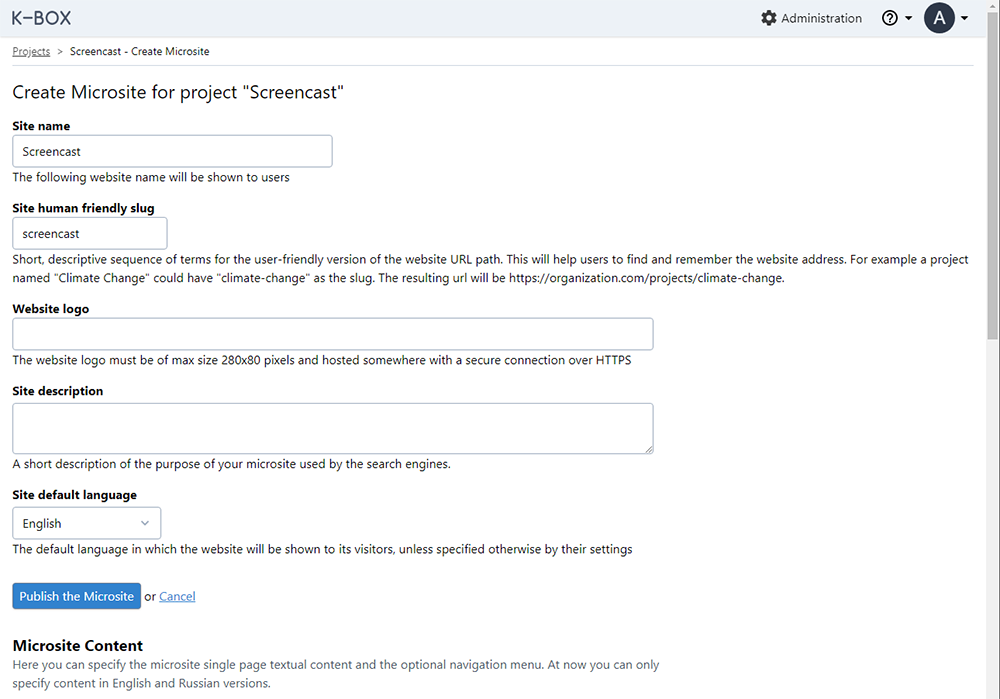 K-BOX
Administration
A
Projects > Screencast - Create Microsite
Create Microsite for project "Screencast"
Site name
Screencast
The following website name will be shown to users
Site human friendly slug
screencast
Short, descriptive sequence of terms for the user-friendly version of the website URL path. This will help users to find and remember the website address. For example a project
named "Climate Change" could have "climate-change" as the slug. The resulting url will be https://organization.com/projects/climate-change.
Website logo
The website logo must be of max size 280x80 pixels and hosted somewhere with a secure connection over HTTPS
Site description
A short description of the purpose of your microsite used by the search engines.
Site default language
English
The default language in which the website will be shown to its visitors, unless specified otherwise by their settings
Publish the Microsite or Cancel
Microsite Content
Here you can specify the microsite single page textual content and the optional navigation menu. At now you can only
specify content in English and Russian versions.